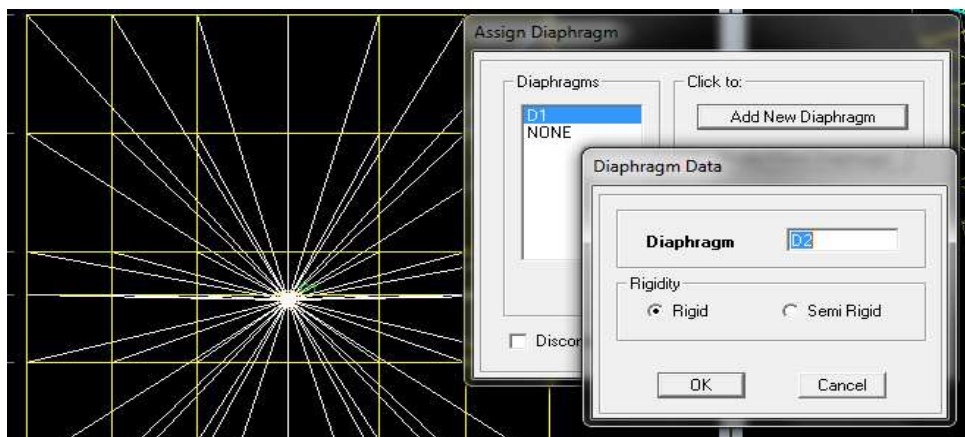 Assign Diaphragm
Diaphragms
D1
NONE
Click to:
Add New Diaphragm
Diaphragm Data
Diaphragm
D2
Rigidity
Rigid
Semi Rigid
OK
Cancel